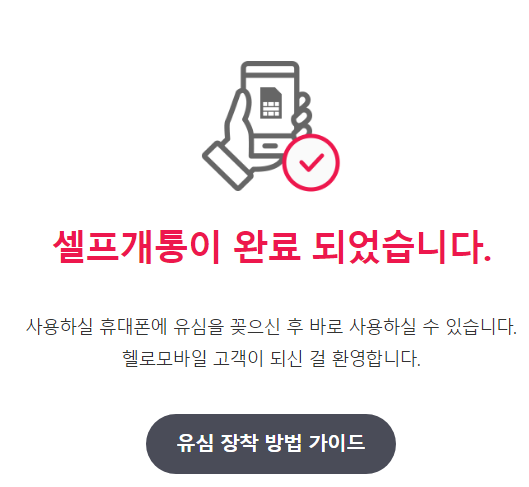 셀프개통이 완료 되었습니다.
사용하실 휴대폰에 유심을 꽂으신 후 바로 사용하실 수 있습니다.
헬로모바일 고객이 되신 걸 환영합니다.
유심 장착 방법 가이드